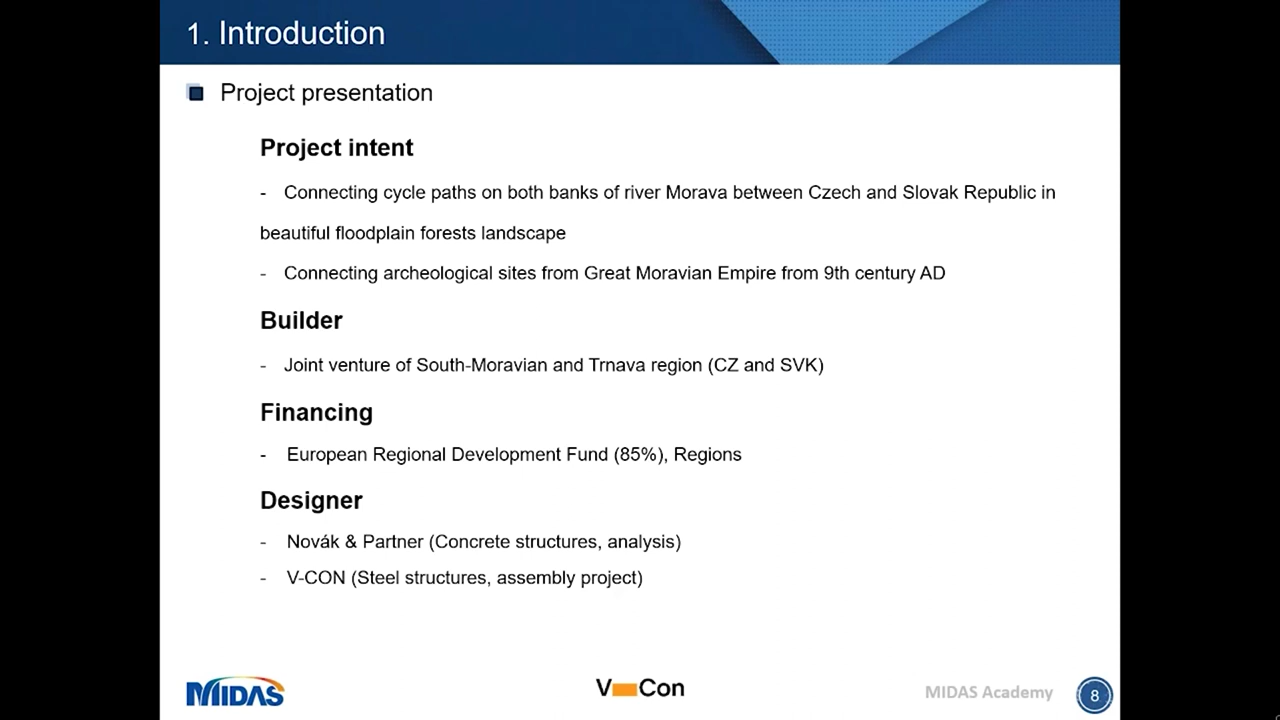 1. Introduction
Project presentation
Project intent
- Connecting cycle paths on both banks of river Morava between Czech and Slovak Republic in
beautiful floodplain forests landscape
- Connecting archeological sites from Great Moravian Empire from 9th century AD
Builder
- Joint venture of South-Moravian and Trnava region (CZ and SVK)
Financing
- European Regional Development Fund (85%), Regions
Designer
- Novák & Partner (Concrete structures, analysis)
- V-CON (Steel structures, assembly project)
MIDAS
V Con
MIDAS Academy
8